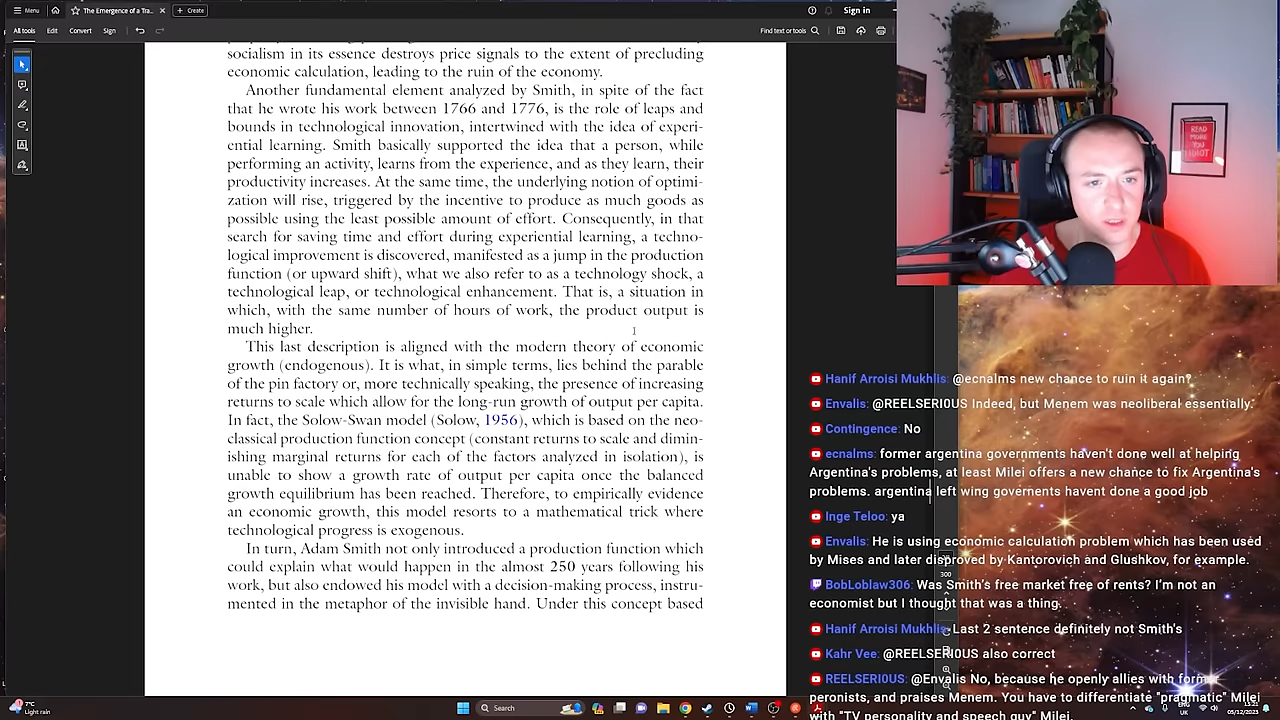 Menu
The Emergence of a Tra...
Create
Sign in
All tools
Edit
Convert
Sign
Find text or tools
socialism in its essence destroys price signals to the extent of precluding
economic calculation, leading to the ruin of the economy.
Another fundamental element analyzed by Smith, in spite of the fact
that he wrote his work between 1766 and 1776, is the role of leaps and
bounds in technological innovation, intertwined with the idea of experi-
ential learning. Smith basically supported the idea that a person, while
performing an activity, learns from the experience, and as they learn, their
productivity increases. At the same time, the underlying notion of optimi-
zation will rise, triggered by the incentive to produce as much goods as
possible using the least possible amount of effort. Consequently, in that
search for saving time and effort during experiential learning, a techno-
logical improvement is discovered, manifested as a jump in the production
function (or upward shift), what we also refer to as a technology shock, a
technological leap, or technological enhancement. That is, a situation in
which, with the same number of hours of work, the product output is
much higher.
This last description is aligned with the modern theory of economic
growth (endogenous). It is what, in simple terms, lies behind the parable
of the pin factory or, more technically speaking, the presence of increasing
returns to scale which allow for the long-run growth of output per capita.
In fact, the Solow-Swan model (Solow, 1956), which is based on the neo-
classical production function concept (constant returns to scale and dimin-
ishing marginal returns for each of the factors analyzed in isolation), is
unable to show a growth rate of output per capita once the balanced
growth equilibrium has been reached. Therefore, to empirically evidence
an economic growth, this model resorts to a mathematical trick where
technological progress is exogenous.
In turn, Adam Smith not only introduced a production function which
could explain what would happen in the almost 250 years following his
work, but also endowed his model with a decision-making process, instru-
mented in the metaphor of the invisible hand. Under this concept based
READ
MORE
YOU
IDIOT
Hanif Arroisi Mukhlis: @ecnalms new chance to ruin it again?
Envalis: @REELSERI0US Indeed, but Menem was neoliberal essentially.
Contingence: No
ecnalms: former argentina governments haven't done well at helping
Argentina's problems, at least Milei offers a new chance to fix Argentina's
problems. argentina left wing governents havent done a good job
Inge Teloo: ya
Envalis: He is using economic calculation problem which has been used
by Mises and later disproved by Kantorovich and Glushkov, for example.
300
BobLoblaw306: Was Smith's free market free of rents? I'm not an
economist but I thought that was a thing.
Hanif Arroisi Mukhlis: Last 2 sentence definitely not Smith's
Kahr Vee: @REELSERI0US also correct
REELSERI0US: @Envalis No, because he openly allies with form
peronists, and praises Menem. You have to differentiate "pragmatic" Milei
with "TV personality and speech guy" Milei.
7°C
Light rain
Search
ENG
UK
13:21
05/12/2023